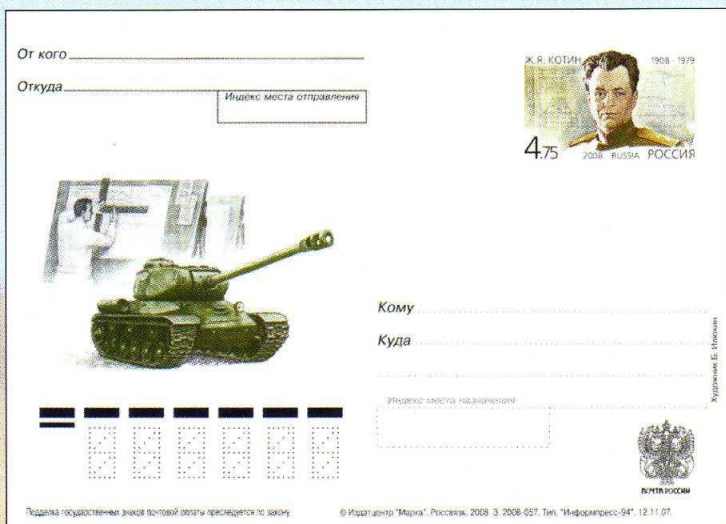 От кого
Откуда
Индекс места отправления
Ж.Я. КОТИН 1908 - 1979
4.75 2008 RUSSIA РОССИЯ
Кому
Куда
Индекс места назначения
Художник Б. Илюхин
ПОЧТА РОССИИ
Подделка государственных знаков почтовой оплаты преследуется по закону.
© Издатцентр "Марка", Россвязь. 2008. З. 2008-057. Тип. "Информпресс-94". 12.11.07.